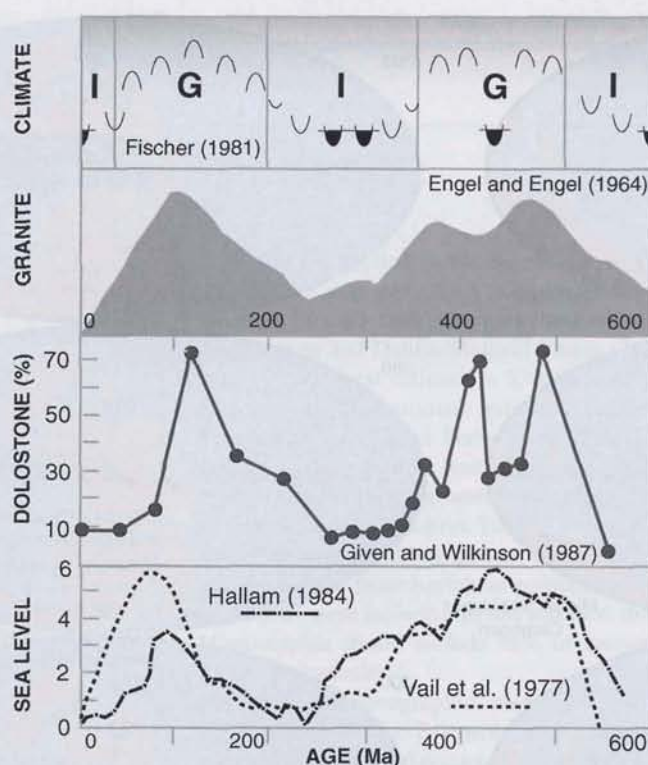 CLIMATE
I G I G I
Fischer (1981)
GRANITE
Engel and Engel (1964)
0 200 400 600
DOLOSTONE (%)
70
50
30
10
Given and Wilkinson (1987)
SEA LEVEL
6
4
2
0
Hallam (1984)
Vail et al. (1977)
0 200 400 600
AGE (Ma)